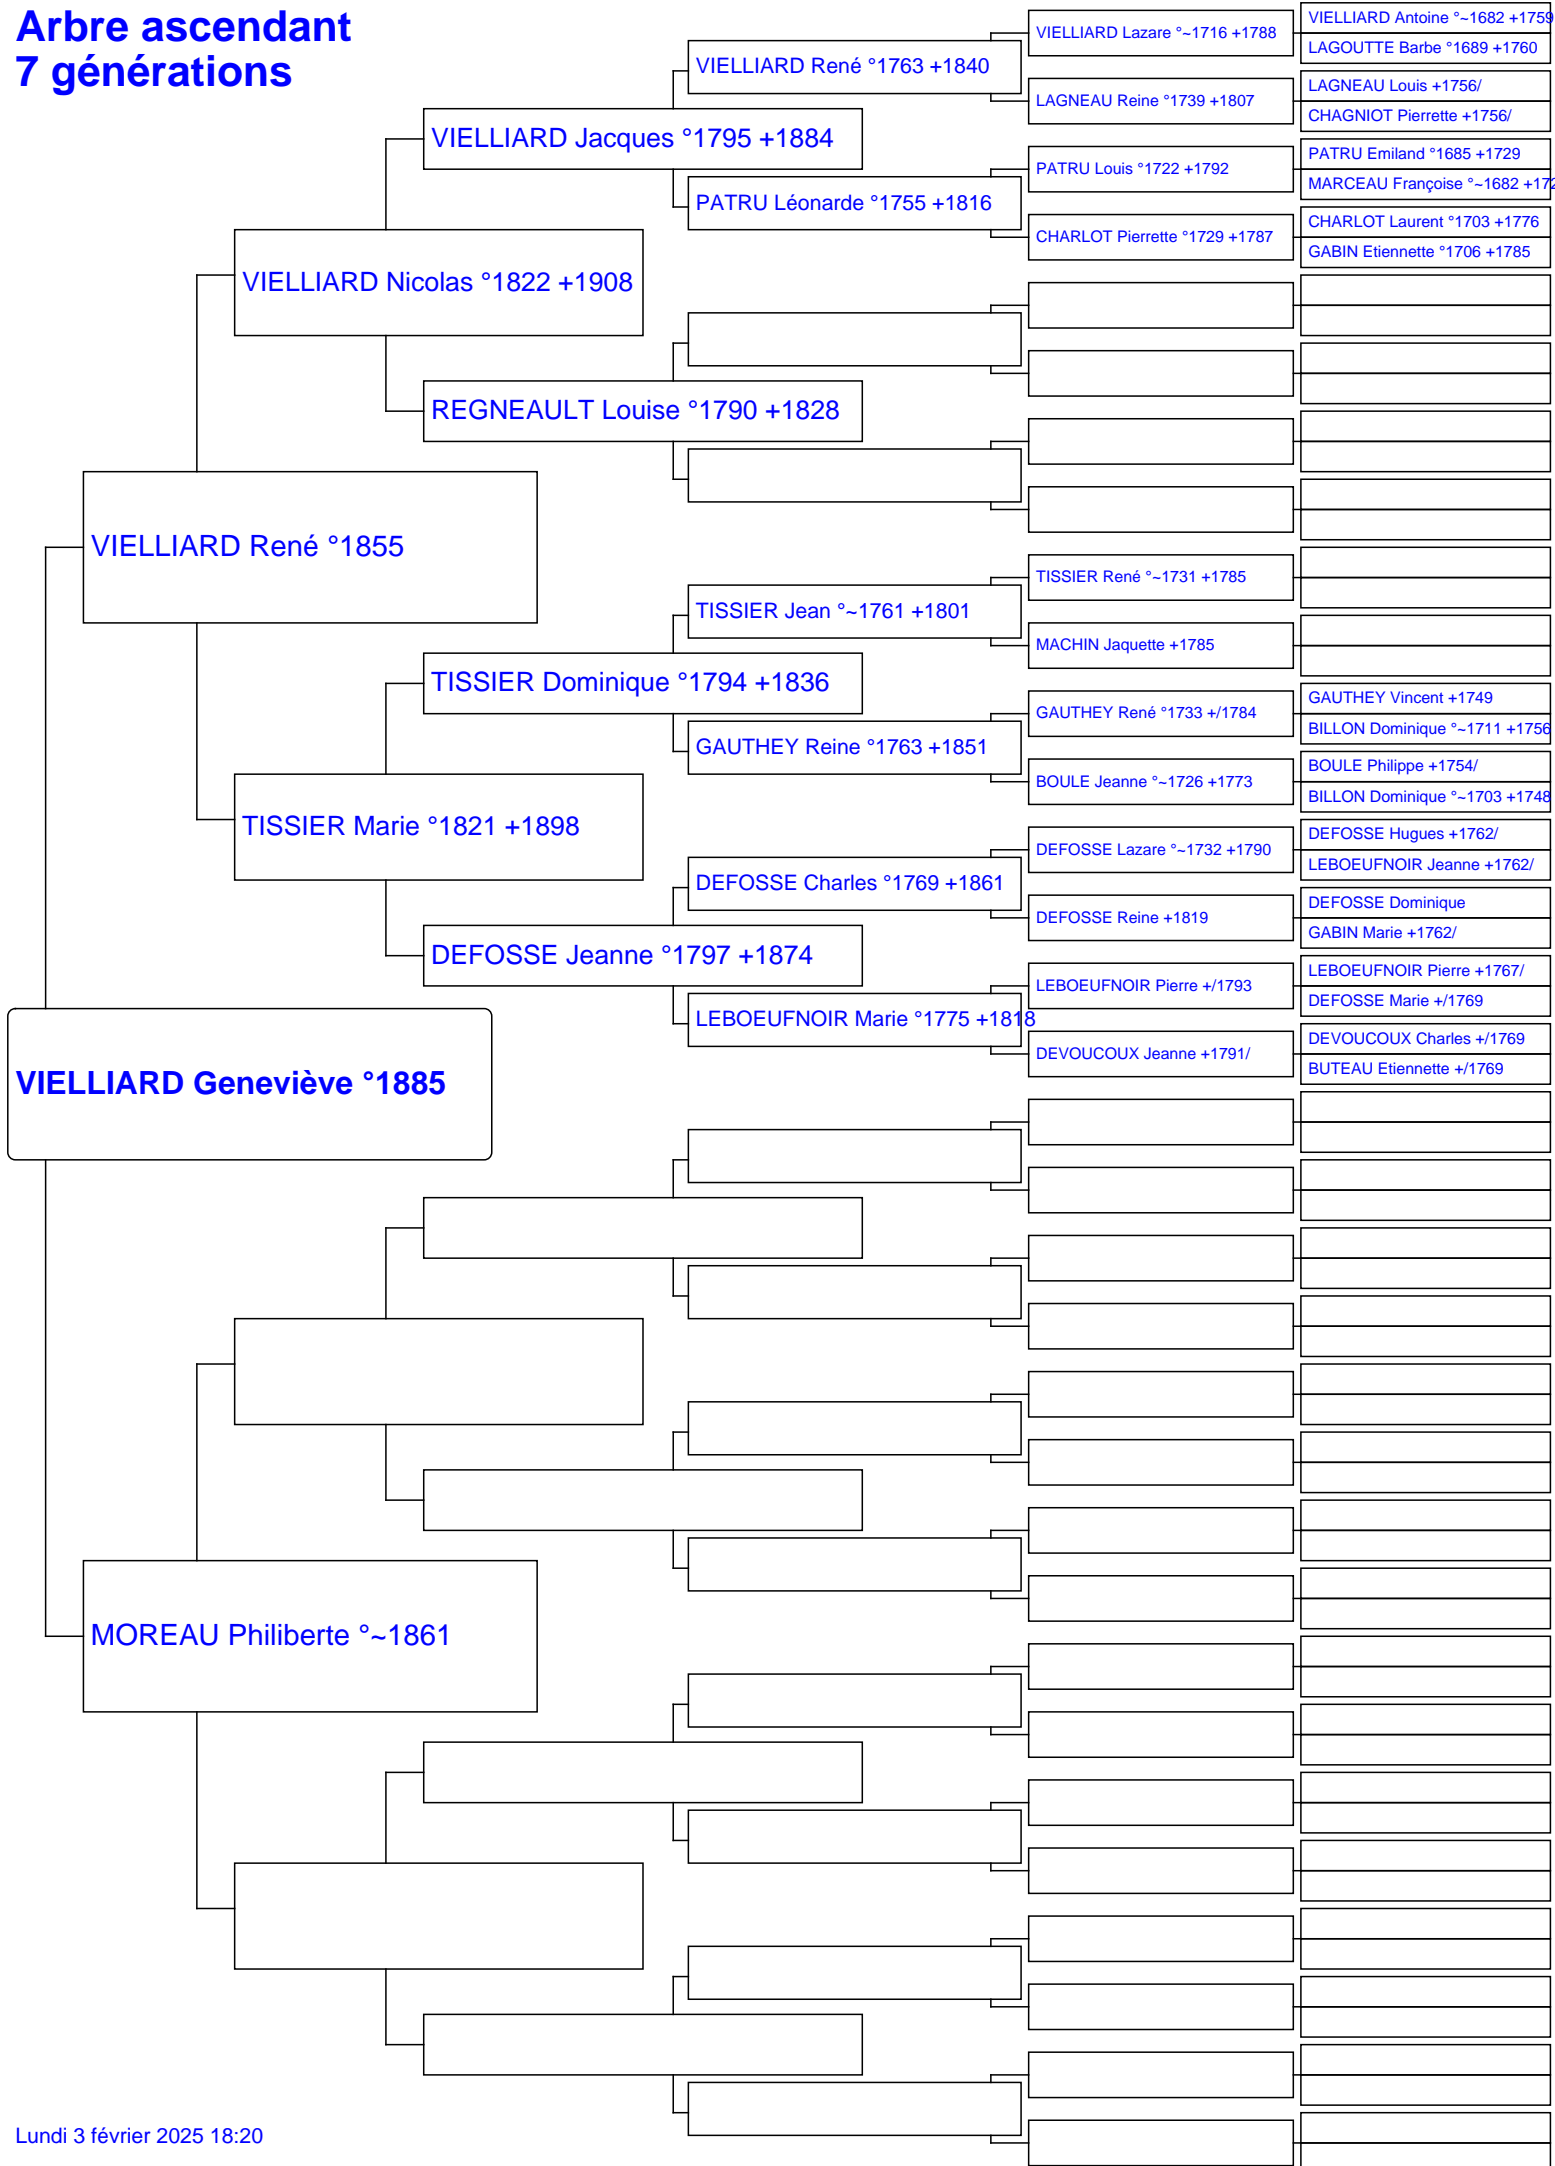 Arbre ascendant
7 générations
VIELLIARD Geneviève °1885
VIELLIARD René °1855
MOREAU Philiberte °~1861
VIELLIARD Nicolas °1822 +1908
TISSIER Marie °1821 +1898
VIELLIARD Jacques °1795 +1884
REGNEAULT Louise °1790 +1828
TISSIER Dominique °1794 +1836
DEFOSSE Jeanne °1797 +1874
VIELLIARD René °1763 +1840
PATRU Léonarde °1755 +1816
TISSIER Jean °~1761 +1801
GAUTHEY Reine °1763 +1851
DEFOSSE Charles °1769 +1861
LEBOEUFNOIR Marie °1775 +1818
VIELLIARD Lazare °~1716 +1788
LAGNEAU Reine °1739 +1807
PATRU Louis °1722 +1792
CHARLOT Pierrette °1729 +1787
TISSIER René °~1731 +1785
MACHIN Jaquette +1785
GAUTHEY René °1733 +/1784
BOULE Jeanne °~1726 +1773
DEFOSSE Lazare °~1732 +1790
DEFOSSE Reine +1819
LEBOEUFNOIR Pierre +/1793
DEVOUCOUX Jeanne +1791/
VIELLIARD Antoine °~1682 +1759
LAGOUTTE Barbe °1689 +1760
LAGNEAU Louis +1756/
CHAGNIOT Pierrette +1756/
PATRU Emiland °1685 +1729
MARCEAU Françoise °~1682
CHARLOT Laurent °1703 +1776
GABIN Etiennette °1706 +1785
GAUTHEY Vincent +1749
BILLON Dominique °~1711 +1756
BOULE Philippe +1754/
BILLON Dominique °~1703 +1748
DEFOSSE Hugues +1762/
LEBOEUFNOIR Jeanne +1762/
DEFOSSE Dominique
GABIN Marie +1762/
LEBOEUFNOIR Pierre +1767/
DEFOSSE Marie +/1769
DEVOUCOUX Charles +/1769
BUTEAU Etiennette +/1769
Lundi 3 février 2025 18:20